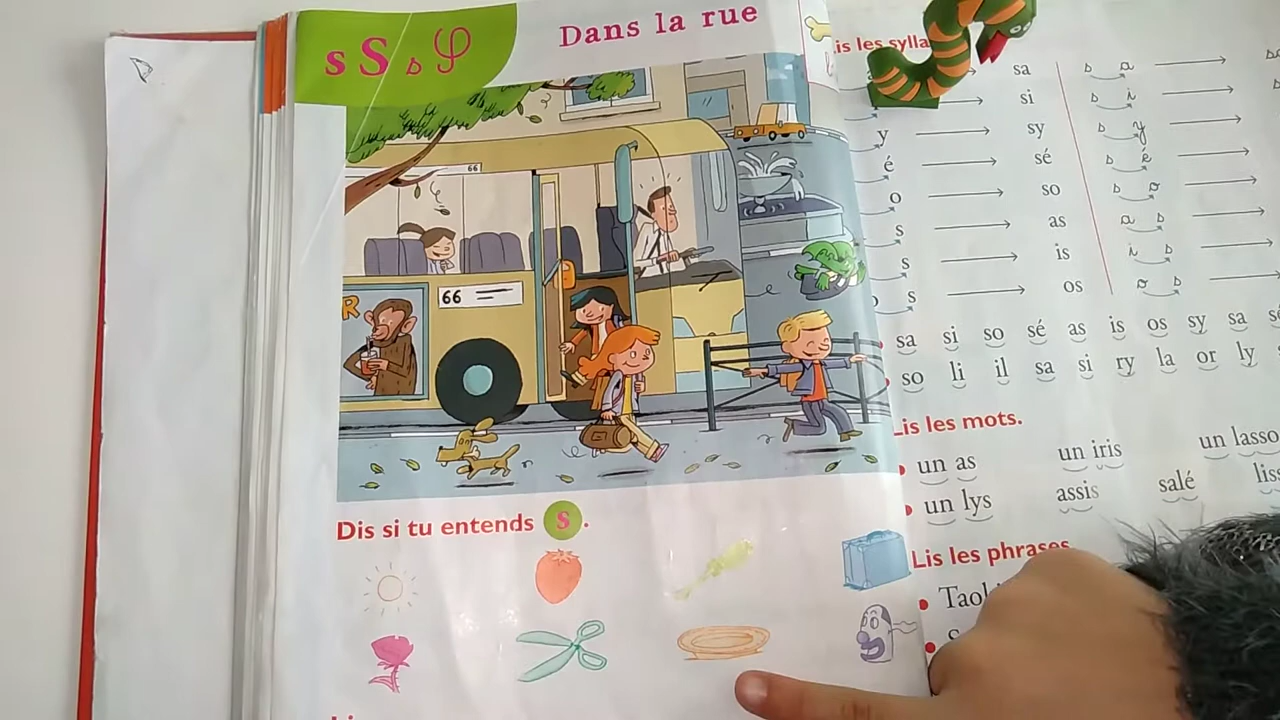 s S s S
Dans la rue
66
66
R
Dis si tu entends s.
Lis les sylla
sa
s a
si
s i
y
sy
s y
é
sé
s é
o
so
s o
s
as
a s
s
is
i s
s
os
o s
sa si so sé as is os sy sa
so li il sa si ry la or ly
Lis les mots.
un as un iris un lasso
un lys assis salé
Lis les phrases.